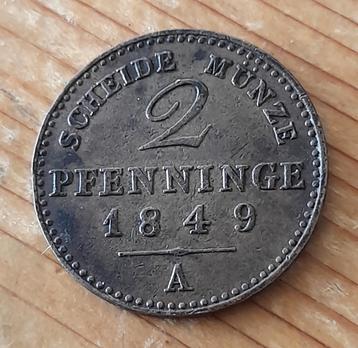 SCHEIDE MÜNZE
2
PFENNINGE
1849
A